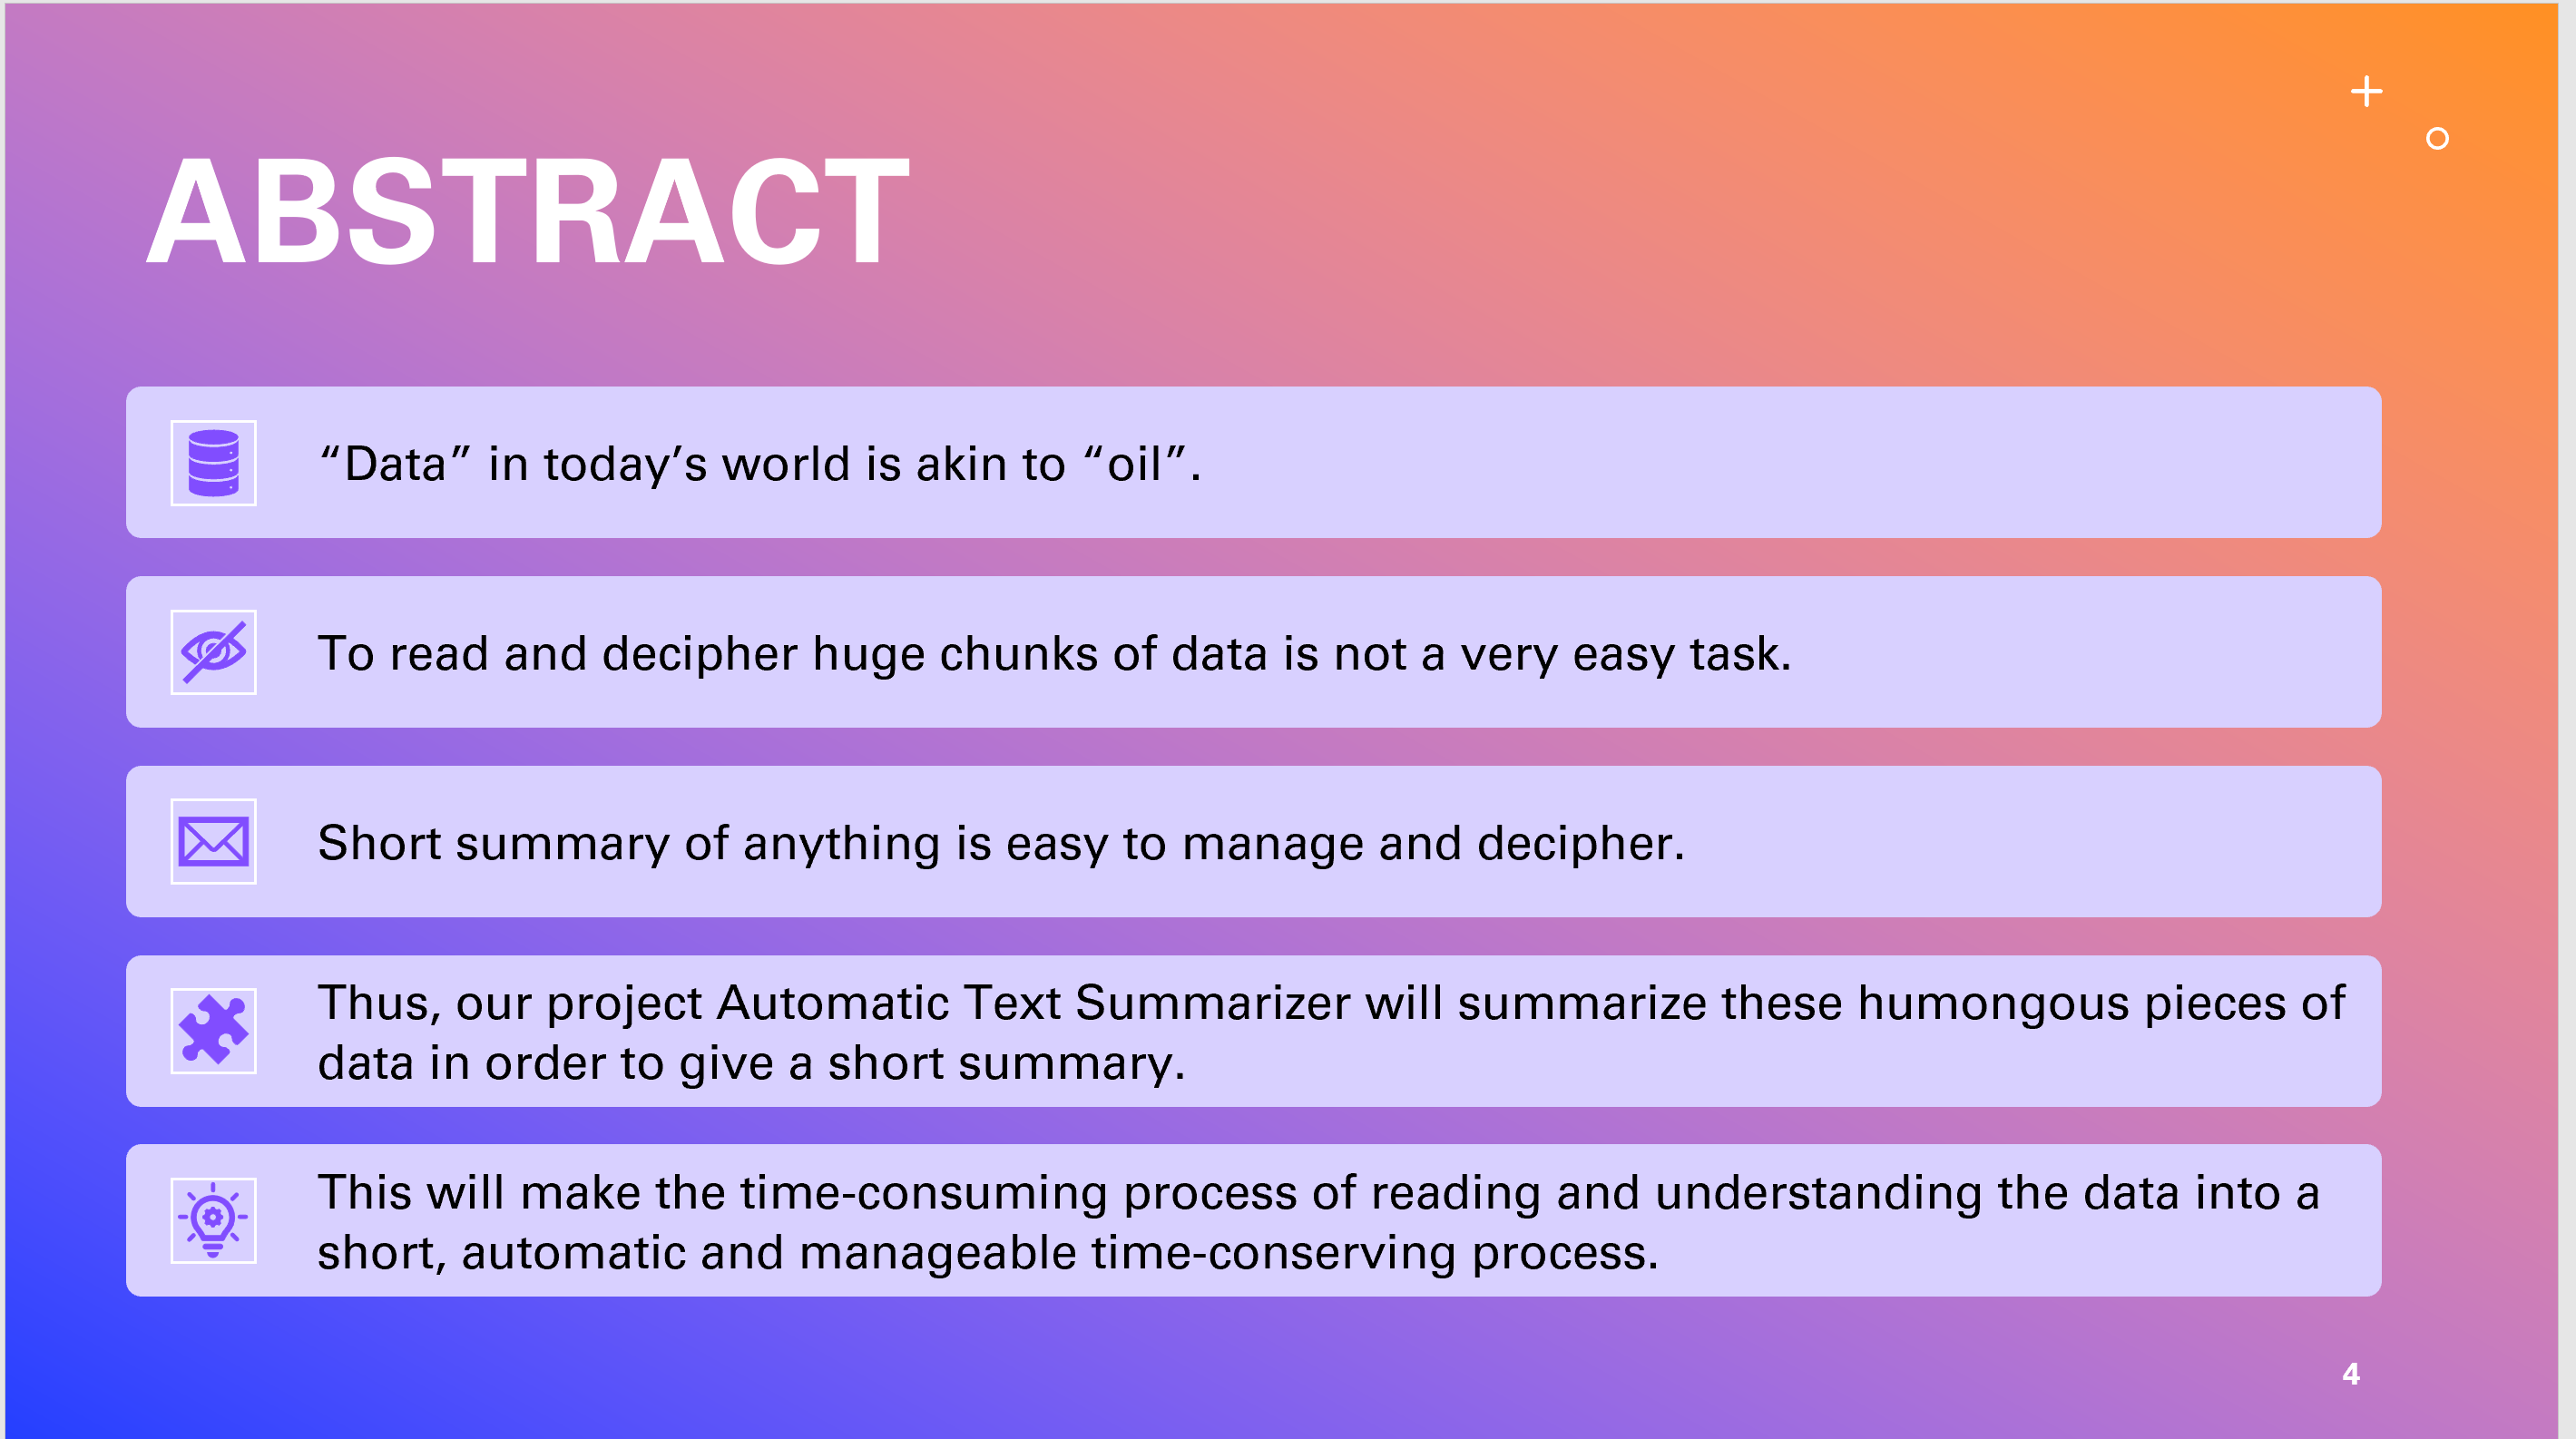 ABSTRACT
“Data” in today’s world is akin to “oil”.
To read and decipher huge chunks of data is not a very easy task.
Short summary of anything is easy to manage and decipher.
Thus, our project Automatic Text Summarizer will summarize these humongous pieces of
data in order to give a short summary.
This will make the time-consuming process of reading and understanding the data into a
short, automatic and manageable time-conserving process.
4